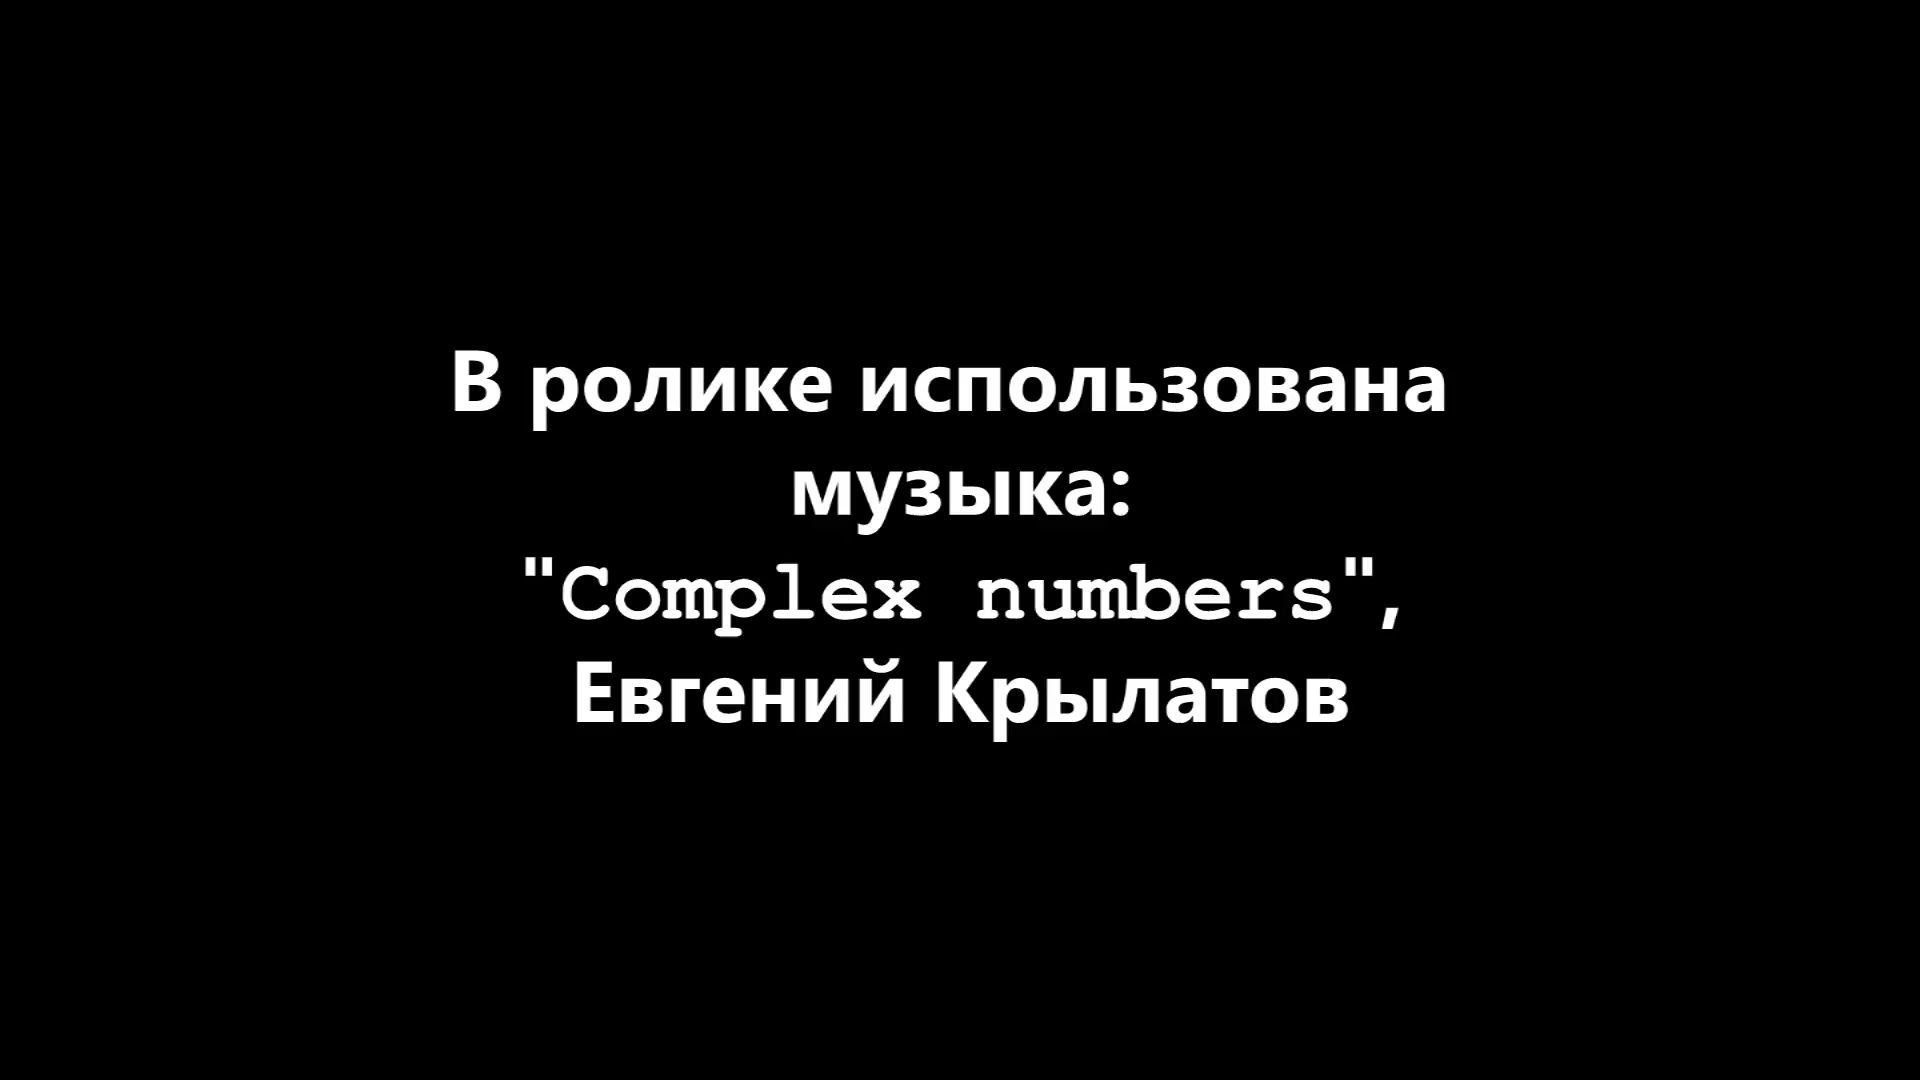 В ролике использована
музыка:
"Complex numbers",
Евгений Крылатов